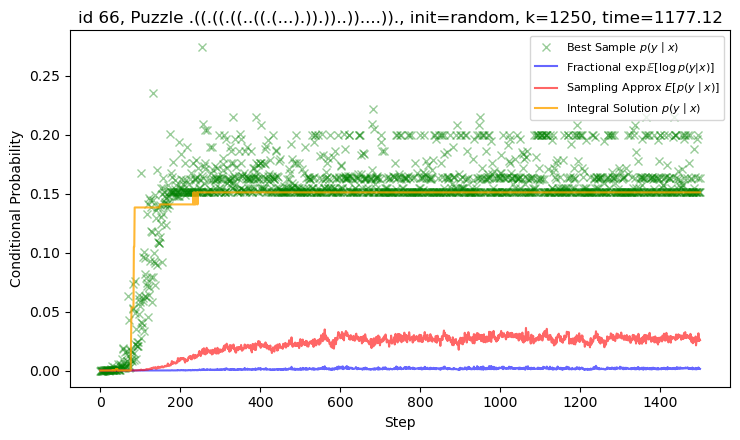 id 66, Puzzle .((.((.((..((.(...).)).))..))....))., init=random, k=1250, time=1177.12
Best Sample p(y | x)
Fractional exp𝔼[log p(y|x)]
Sampling Approx E[p(y | x)]
Integral Solution p(y | x)
0.25
0.20
0.15
0.10
0.05
0.00
Conditional Probability
0 200 400 600 800 1000 1200 1400
Step